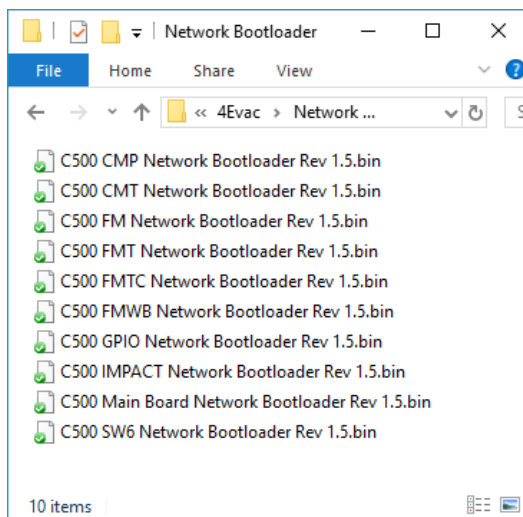 Network Bootloader
File Home Share View
« 4Evac > Network ...
C500 CMP Network Bootloader Rev 1.5.bin
C500 CMT Network Bootloader Rev 1.5.bin
C500 FM Network Bootloader Rev 1.5.bin
C500 FMT Network Bootloader Rev 1.5.bin
C500 FMTC Network Bootloader Rev 1.5.bin
C500 FMWB Network Bootloader Rev 1.5.bin
C500 GPIO Network Bootloader Rev 1.5.bin
C500 IMPACT Network Bootloader Rev 1.5.bin
C500 Main Board Network Bootloader Rev 1.5.bin
C500 SW6 Network Bootloader Rev 1.5.bin
10 items